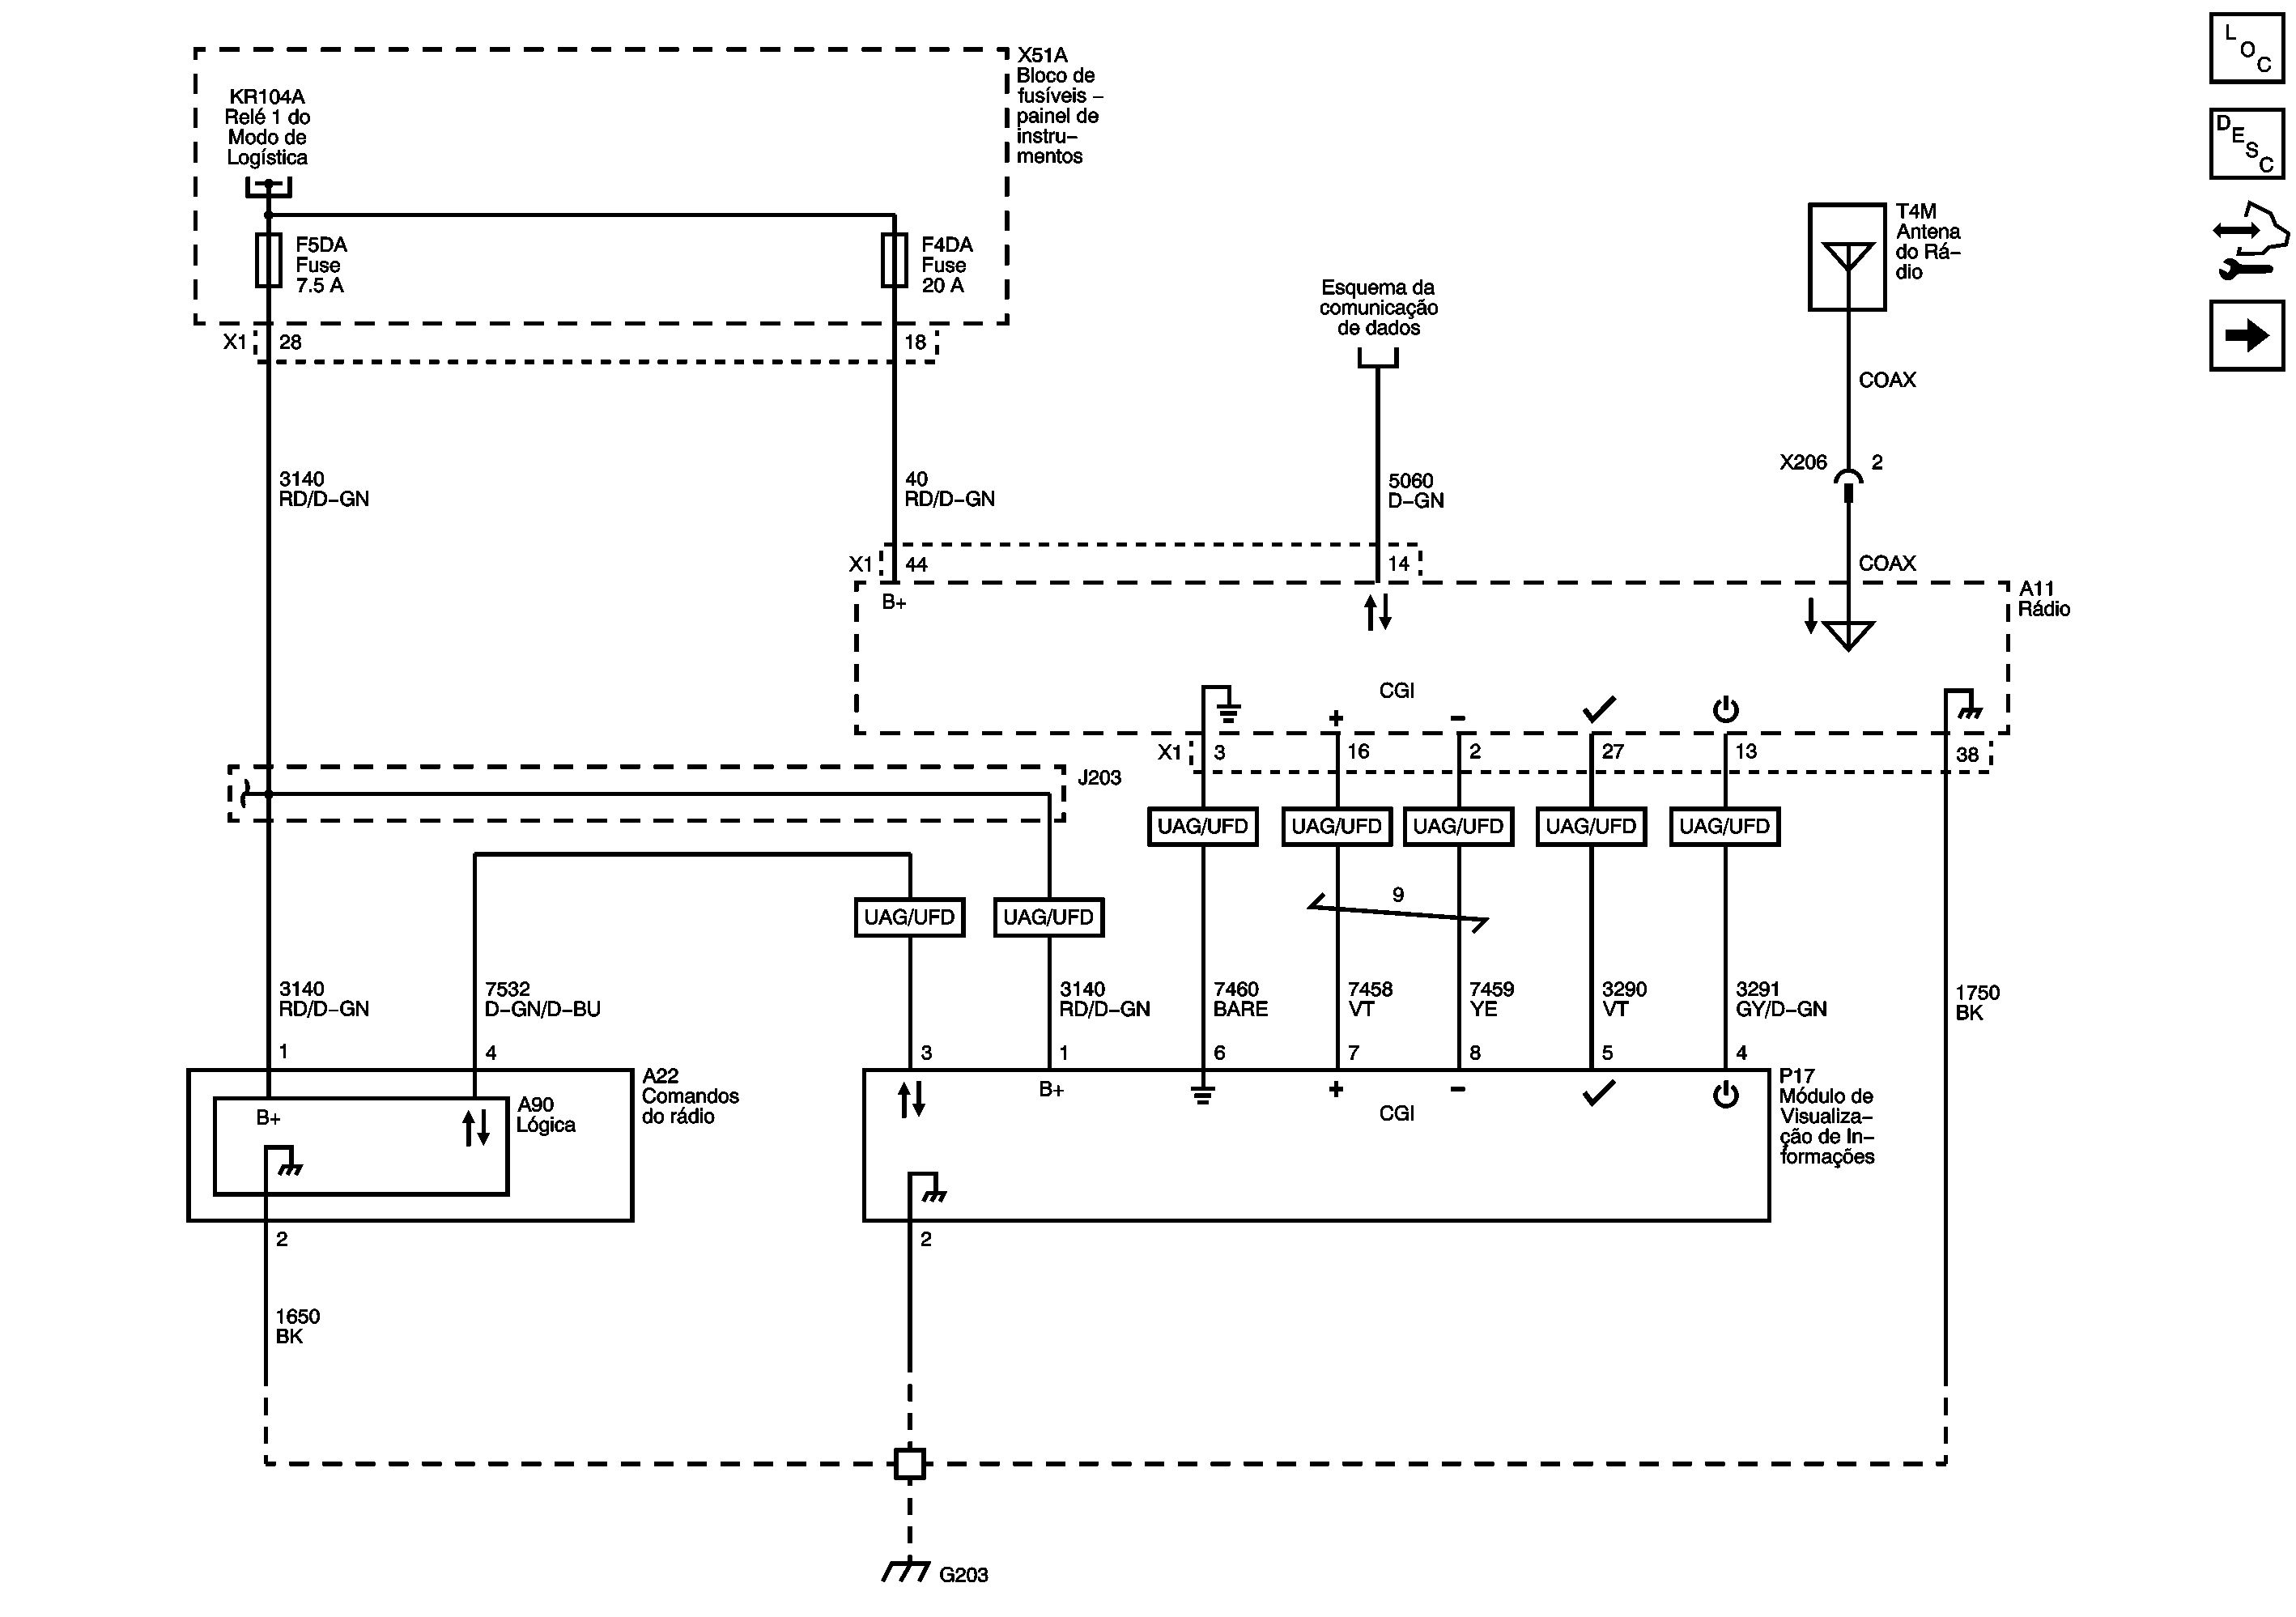 L
O
C
D
E
S
C
X51A
Bloco de
fusíveis –
painel de
instru–
mentos
KR104A
Relé 1 do
Modo de
Logística
F5DA
Fuse
7.5 A
F4DA
Fuse
20 A
X1
28
18
T4M
Antena
do Rá–
dio
Esquema da
comunicação
de dados
COAX
X206
2
3140
RD/D–GN
40
RD/D–GN
5060
D–GN
X1
44
14
COAX
B+
A11
Rádio
CGI
+
–
X1
3
16
2
27
13
38
J203
UAG/UFD
UAG/UFD
UAG/UFD
UAG/UFD
UAG/UFD
9
UAG/UFD
UAG/UFD
3140
RD/D–GN
7532
D–GN/D–BU
3140
RD/D–GN
7460
BARE
7458
VT
7459
YE
3290
VT
3291
GY/D–GN
1750
BK
1
4
3
1
6
7
8
5
4
A22
Comandos
do rádio
A90
Lógica
B+
B+
+
–
CGI
P17
Módulo de
Visualiza–
ção de In–
formações
2
2
1650
BK
G203